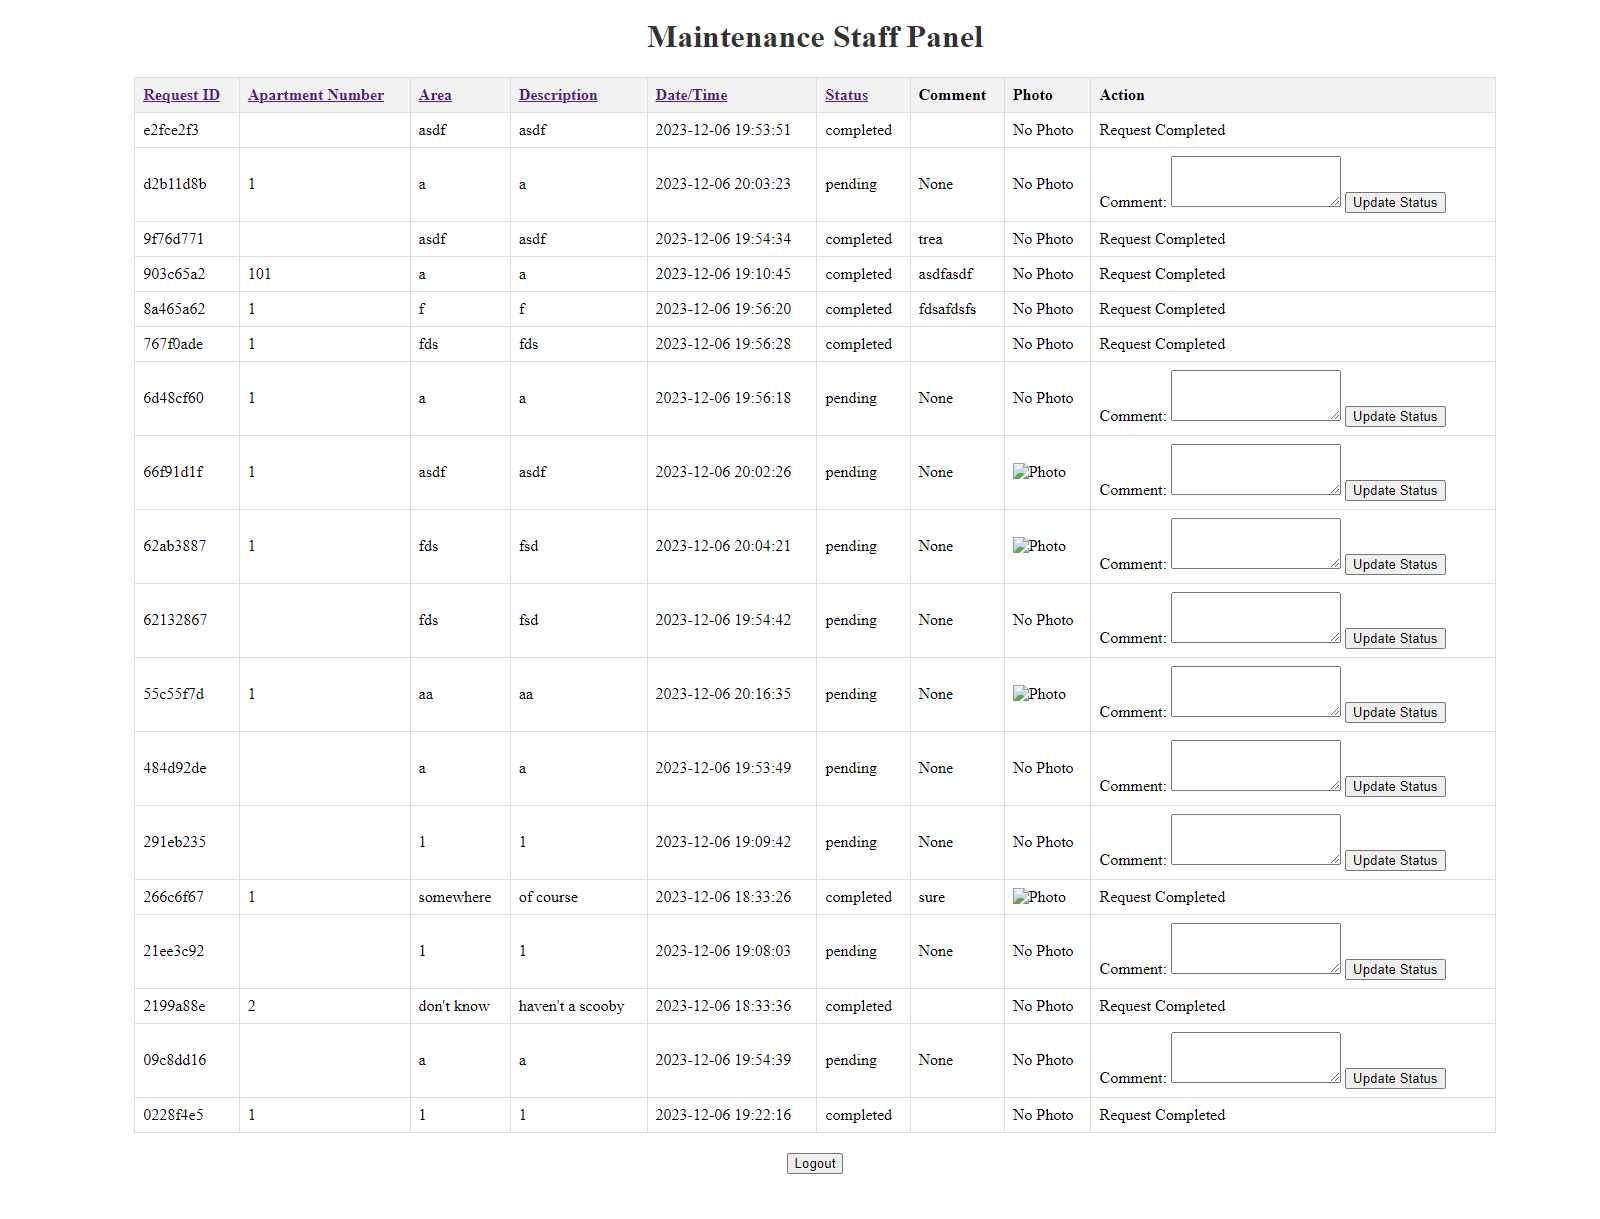 Maintenance Staff Panel
Request ID Apartment Number Area Description Date/Time Status Comment Photo Action
e2fce2f3 asdf asdf 2023-12-06 19:53:51 completed No Photo Request Completed
d2b11d8b 1 a a 2023-12-06 20:03:23 pending None No Photo Comment: Update Status
9f76d771 asdf asdf 2023-12-06 19:54:34 completed trea No Photo Request Completed
903c65a2 101 a a 2023-12-06 19:10:45 completed asdfasdf No Photo Request Completed
8a465a62 1 f f 2023-12-06 19:56:20 completed fdsafdsfs No Photo Request Completed
767f0ade 1 fds fds 2023-12-06 19:56:28 completed No Photo Request Completed
6d48cf60 1 a a 2023-12-06 19:56:18 pending None No Photo Comment: Update Status
66f91d1f 1 asdf asdf 2023-12-06 20:02:26 pending None Photo Comment: Update Status
62ab3887 1 fds fsd 2023-12-06 20:04:21 pending None Photo Comment: Update Status
62132867 fds fsd 2023-12-06 19:54:42 pending None No Photo Comment: Update Status
55c55f7d 1 aa aa 2023-12-06 20:16:35 pending None Photo Comment: Update Status
484d92de a a 2023-12-06 19:53:49 pending None No Photo Comment: Update Status
291eb235 1 1 2023-12-06 19:09:42 pending None No Photo Comment: Update Status
266c6f67 1 somewhere of course 2023-12-06 18:33:26 completed sure Photo Request Completed
21ee3c92 1 1 2023-12-06 19:08:03 pending None No Photo Comment: Update Status
2199a88e 2 don't know haven't a scooby 2023-12-06 18:33:36 completed No Photo Request Completed
09c8dd16 a a 2023-12-06 19:54:39 pending None No Photo Comment: Update Status
0228f4e5 1 1 1 2023-12-06 19:22:16 completed No Photo Request Completed
Logout